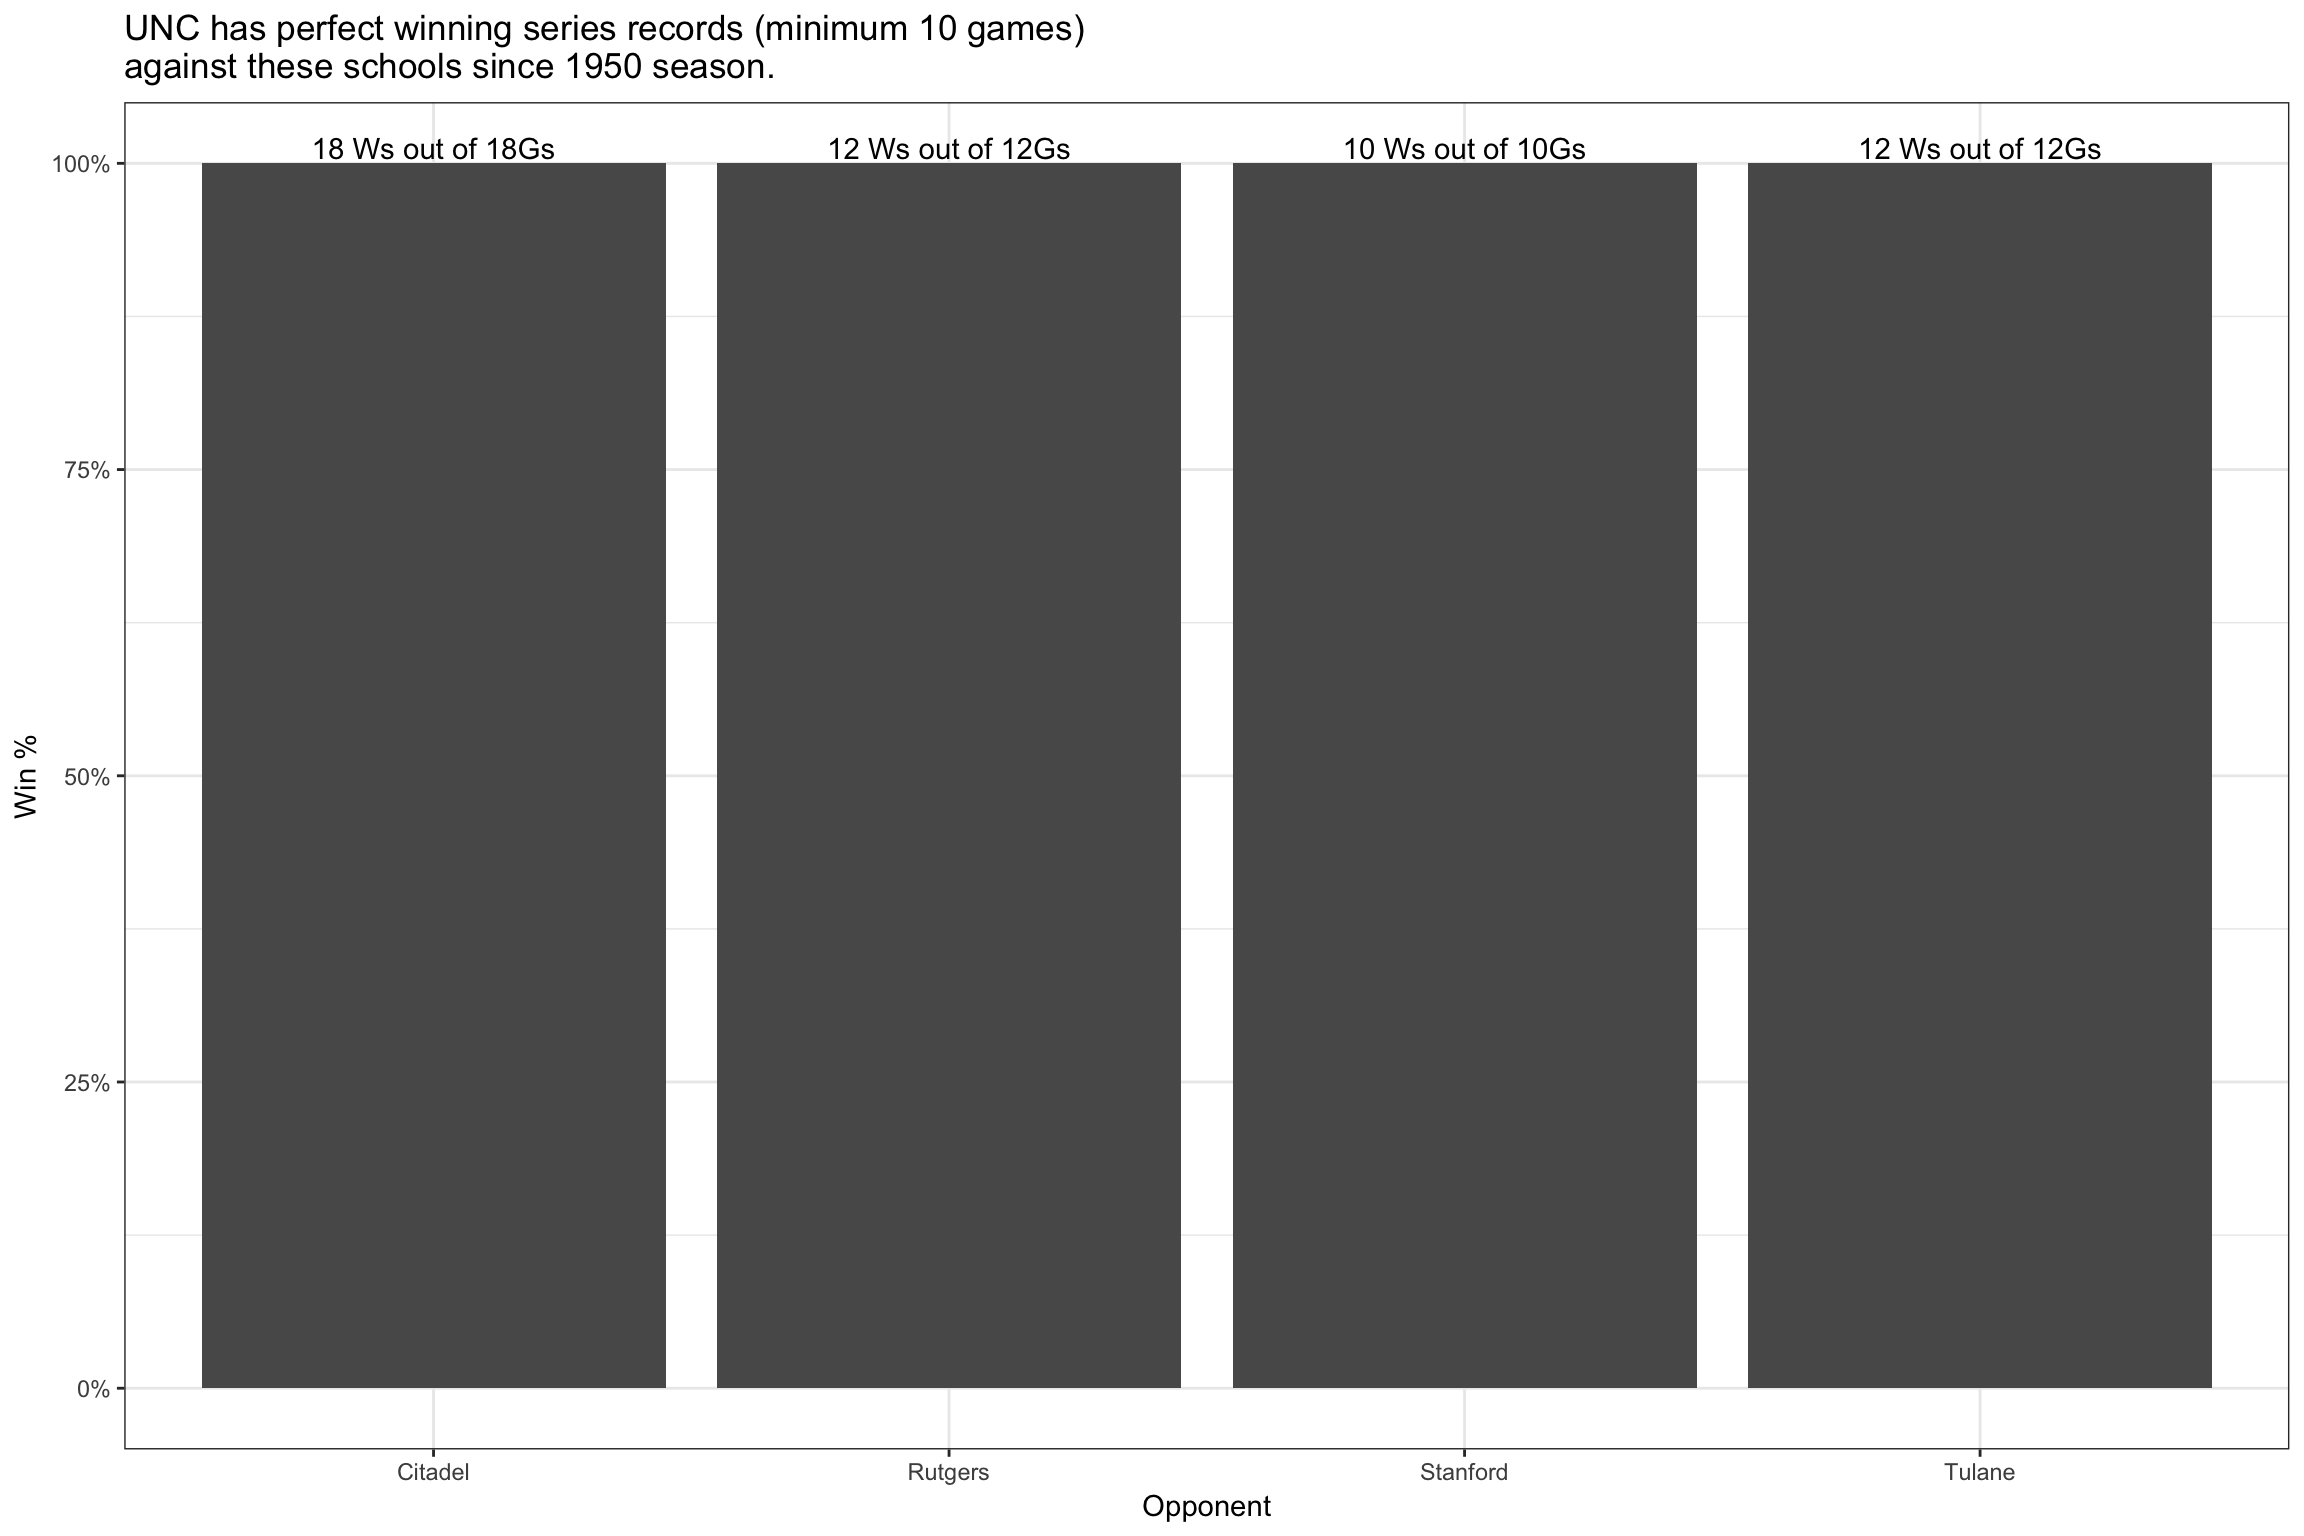 UNC has perfect winning series records (minimum 10 games)
against these schools since 1950 season.
18 Ws out of 18Gs
12 Ws out of 12Gs
10 Ws out of 10Gs
12 Ws out of 12Gs
100%
75%
50%
25%
0%
Win %
Citadel
Rutgers
Stanford
Tulane
Opponent